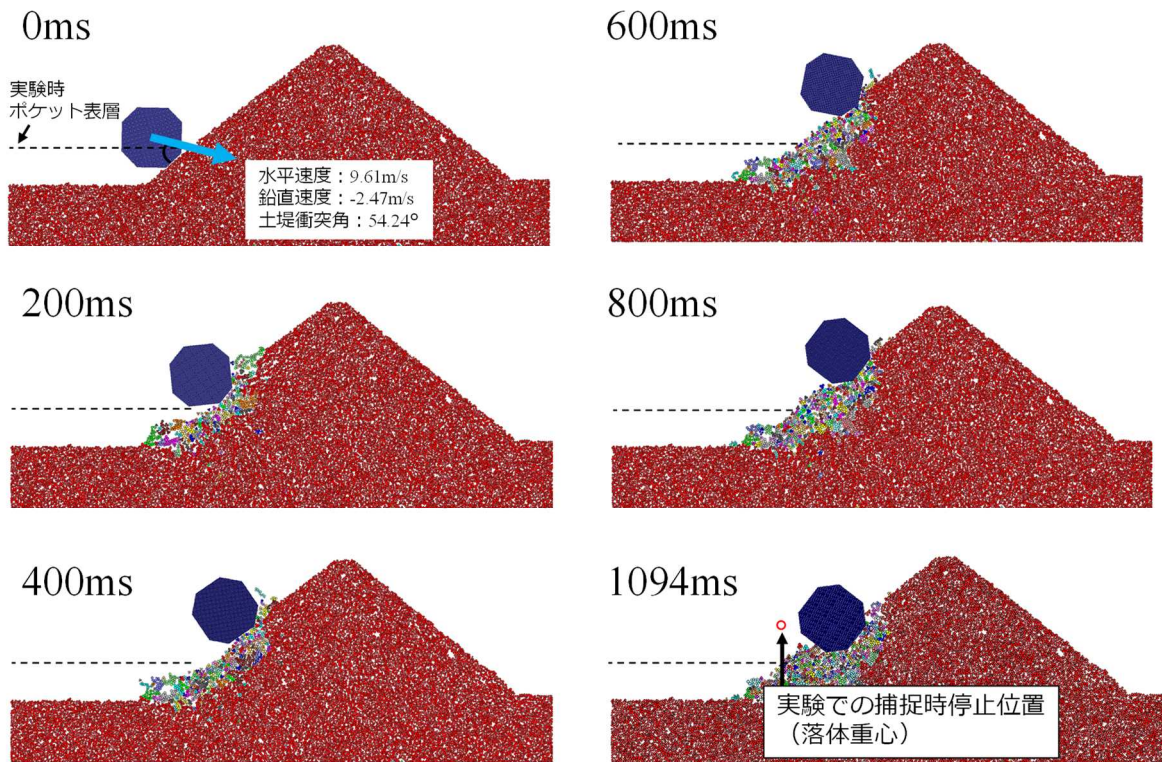 0ms
実験時
ポケット表層
水平速度：9.61m/s
鉛直速度：-2.47m/s
土堤衝突角：54.24°
200ms
400ms
600ms
800ms
1094ms
実験での捕捉時停止位置
（落体重心）